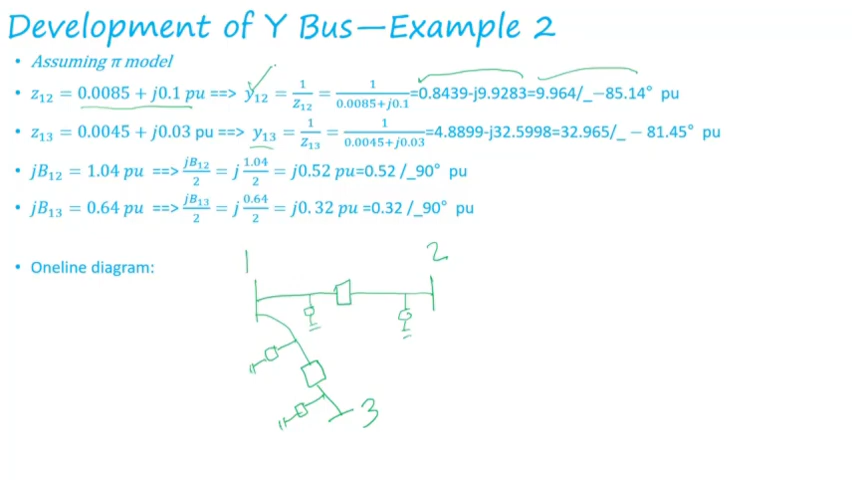 Development of Y Bus—Example 2
• Assuming π model
• z₁₂ = 0.0085 + j0.1 pu ==> y₁₂ = 1/z₁₂ = 1/(0.0085+j0.1) =0.8439-j9.9283=9.964/_−85.14° pu
• z₁₃ = 0.0045 + j0.03 pu ==> y₁₃ = 1/z₁₃ = 1/(0.0045+j0.03) =4.8899-j32.5998=32.965/_ − 81.45° pu
• jB₁₂ = 1.04 pu ==> jB₁₂/2 = j 1.04/2 = j0.52 pu=0.52 /_90° pu
• jB₁₃ = 0.64 pu ==> jB₁₃/2 = j 0.64/2 = j0.32 pu =0.32 /_90° pu
• Oneline diagram:
1
2
3